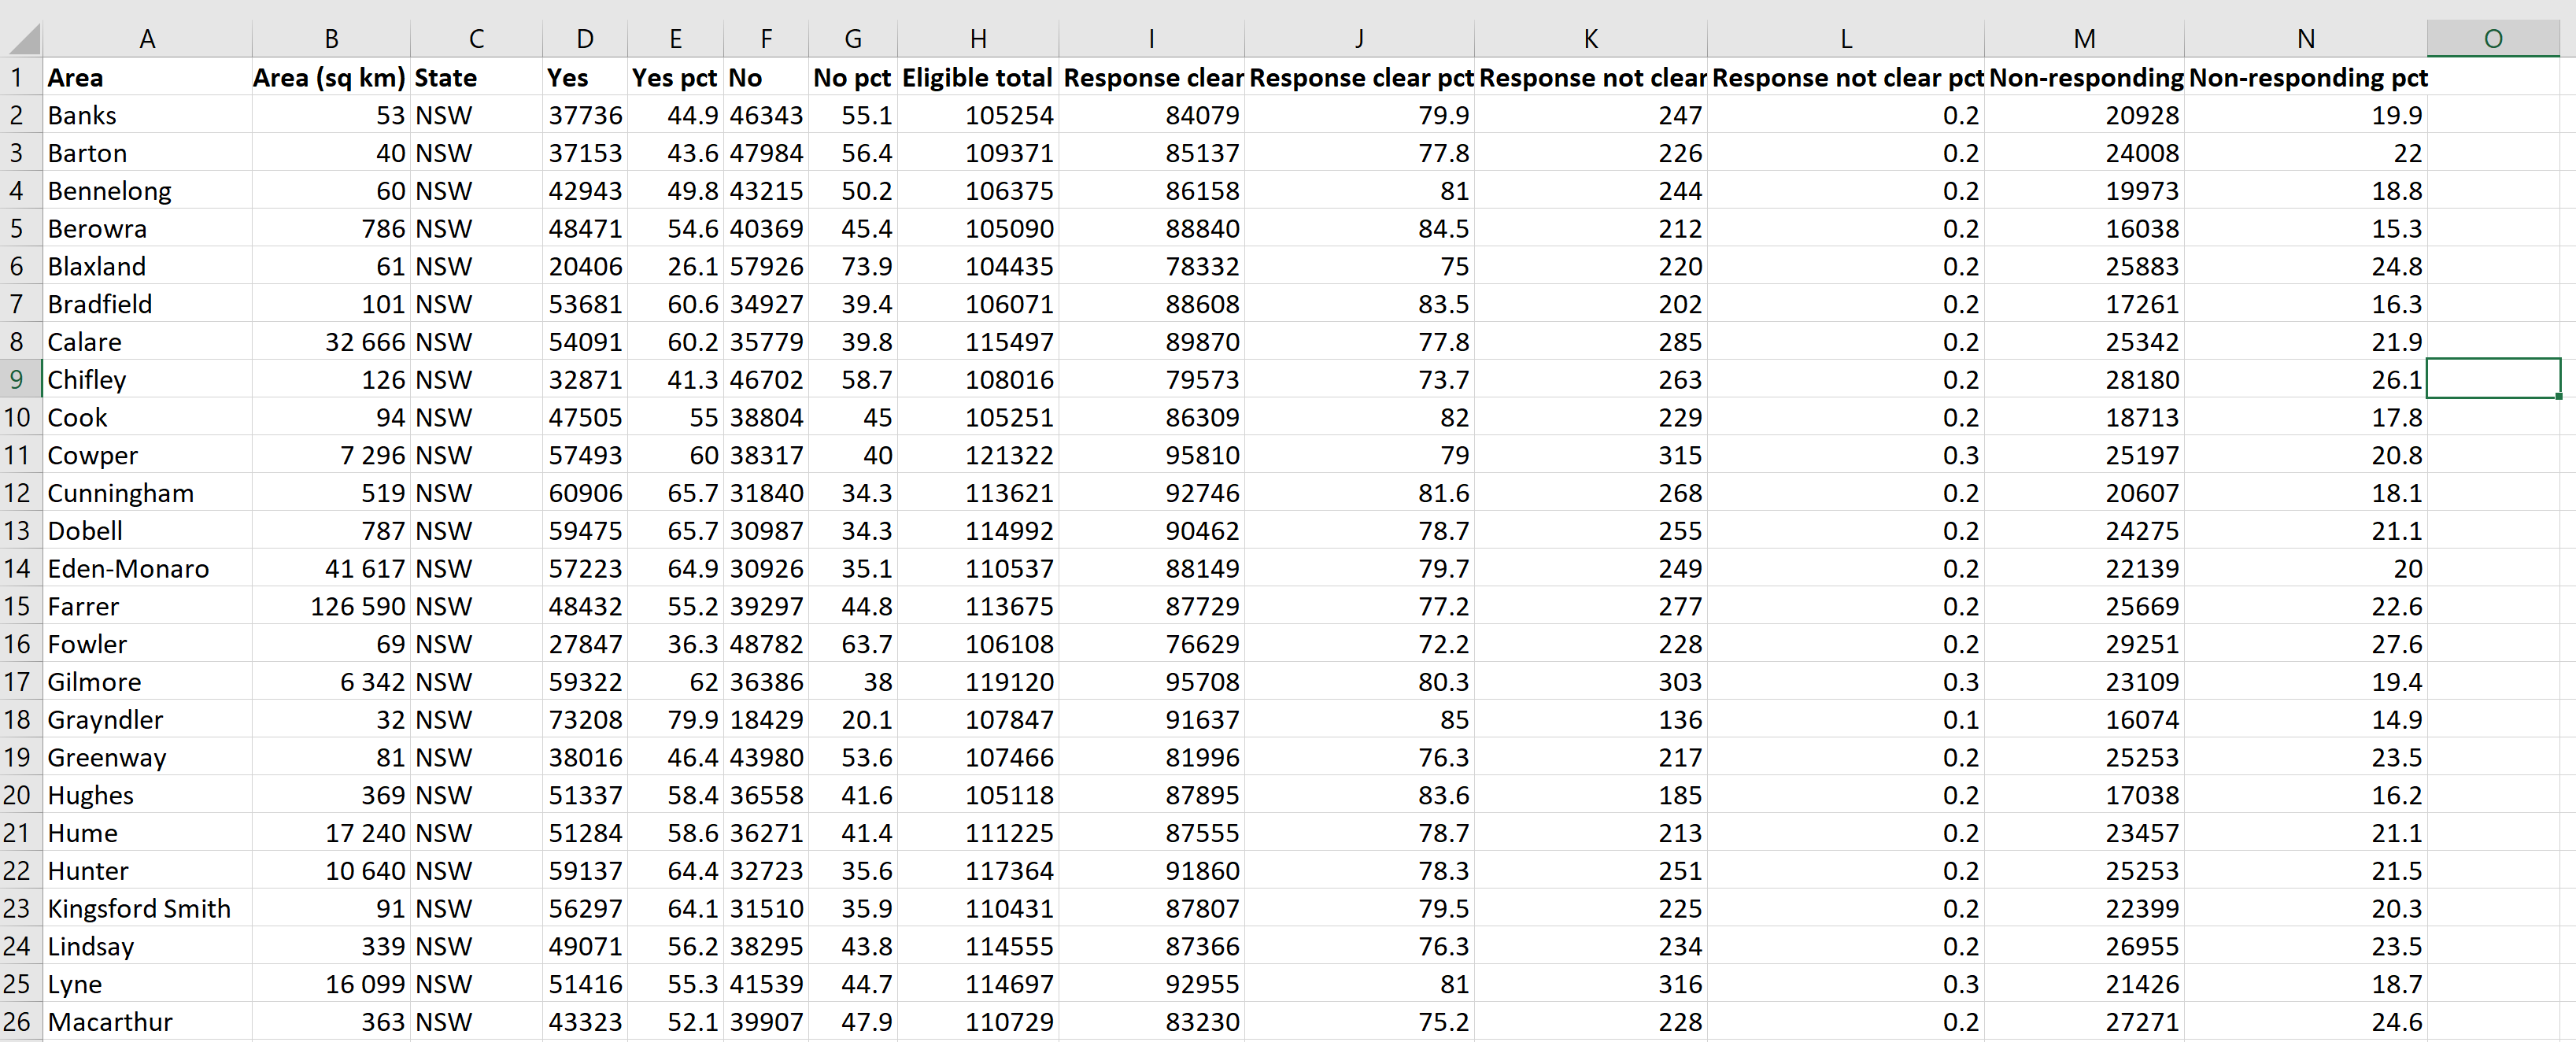 A B C D E F G H I J K L M N O
1 Area Area (sq km) State Yes Yes pct No No pct Eligible total Response clear Response clear pct Response not clear Response not clear pct Non-responding Non-responding pct
2 Banks 53 NSW 37736 44.9 46343 55.1 105254 84079 79.9 247 0.2 20928 19.9
3 Barton 40 NSW 37153 43.6 47984 56.4 109371 85137 77.8 226 0.2 24008 22
4 Bennelong 60 NSW 42943 49.8 43215 50.2 106375 86158 81 244 0.2 19973 18.8
5 Berowra 786 NSW 48471 54.6 40369 45.4 105090 88840 84.5 212 0.2 16038 15.3
6 Blaxland 61 NSW 20406 26.1 57926 73.9 104435 78332 75 220 0.2 25883 24.8
7 Bradfield 101 NSW 53681 60.6 34927 39.4 106071 88608 83.5 202 0.2 17261 16.3
8 Calare 32 666 NSW 54091 60.2 35779 39.8 115497 89870 77.8 285 0.2 25342 21.9
9 Chifley 126 NSW 32871 41.3 46702 58.7 108016 79573 73.7 263 0.2 28180 26.1
10 Cook 94 NSW 47505 55 38804 45 105251 86309 82 229 0.2 18713 17.8
11 Cowper 7 296 NSW 57493 60 38317 40 121322 95810 79 315 0.3 25197 20.8
12 Cunningham 519 NSW 60906 65.7 31840 34.3 113621 92746 81.6 268 0.2 20607 18.1
13 Dobell 787 NSW 59475 65.7 30987 34.3 114992 90462 78.7 255 0.2 24275 21.1
14 Eden-Monaro 41 617 NSW 57223 64.9 30926 35.1 110537 88149 79.7 249 0.2 22139 20
15 Farrer 126 590 NSW 48432 55.2 39297 44.8 113675 87729 77.2 277 0.2 25669 22.6
16 Fowler 69 NSW 27847 36.3 48782 63.7 106108 76629 72.2 228 0.2 29251 27.6
17 Gilmore 6 342 NSW 59322 62 36386 38 119120 95708 80.3 303 0.3 23109 19.4
18 Grayndler 32 NSW 73208 79.9 18429 20.1 107847 91637 85 136 0.1 16074 14.9
19 Greenway 81 NSW 38016 46.4 43980 53.6 107466 81996 76.3 217 0.2 25253 23.5
20 Hughes 369 NSW 51337 58.4 36558 41.6 105118 87895 83.6 185 0.2 17038 16.2
21 Hume 17 240 NSW 51284 58.6 36271 41.4 111225 87555 78.7 213 0.2 23457 21.1
22 Hunter 10 640 NSW 59137 64.4 32723 35.6 117364 91860 78.3 251 0.2 25253 21.5
23 Kingsford Smith 91 NSW 56297 64.1 31510 35.9 110431 87807 79.5 225 0.2 22399 20.3
24 Lindsay 339 NSW 49071 56.2 38295 43.8 114555 87366 76.3 234 0.2 26955 23.5
25 Lyne 16 099 NSW 51416 55.3 41539 44.7 114697 92955 81 316 0.3 21426 18.7
26 Macarthur 363 NSW 43323 52.1 39907 47.9 110729 83230 75.2 228 0.2 27271 24.6